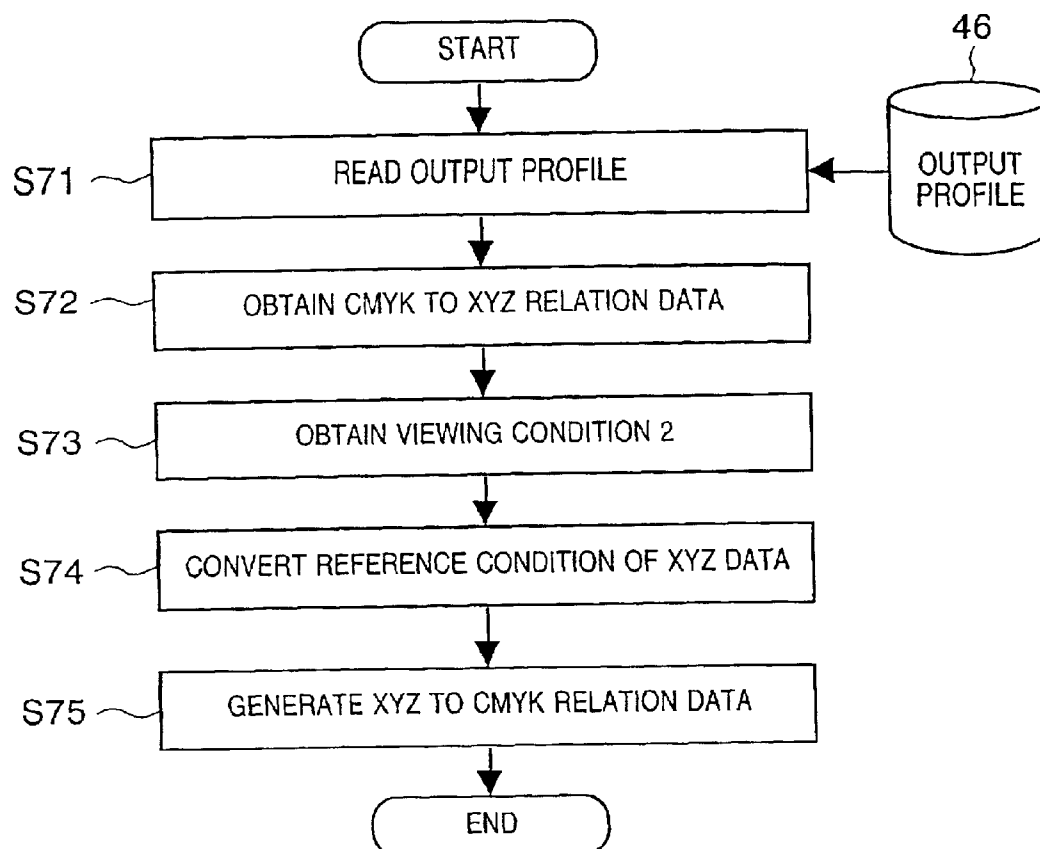 START
46
OUTPUT
PROFILE
S71
READ OUTPUT PROFILE
S72
OBTAIN CMYK TO XYZ RELATION DATA
S73
OBTAIN VIEWING CONDITION 2
S74
CONVERT REFERENCE CONDITION OF XYZ DATA
S75
GENERATE XYZ TO CMYK RELATION DATA
END